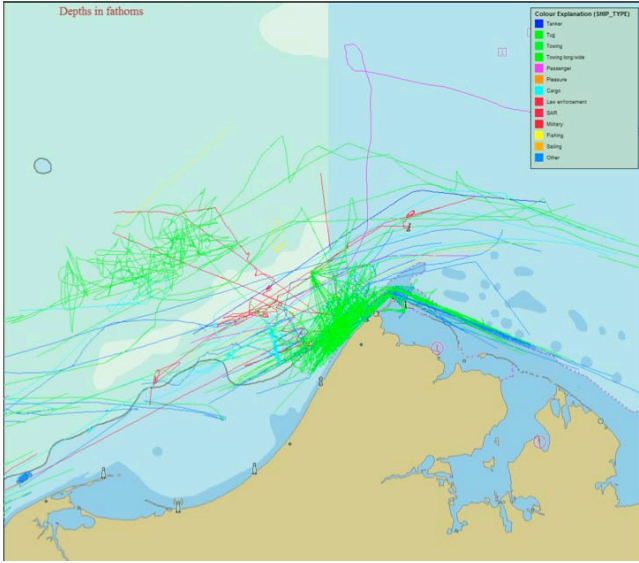 Depths in fathoms
Colour Explanation (SHIP_TYPE)
Tanker
Tug
Towing
Towing long/wide
Passenger
Pleasure
Cargo
Law enforcement
SAR
Military
Fishing
Sailing
Other